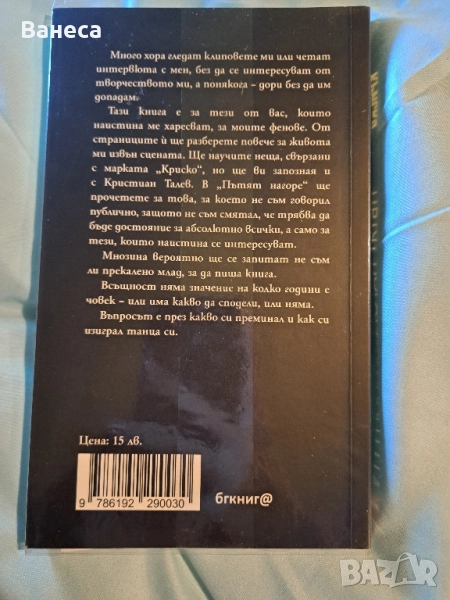 Ванеса
Много хора гледат клиповете ми или четат
интервюта с мен, без да се интересуват от
творчеството ми, а понякога – дори без да им
допадам.
Тази книга е за тези от вас, които
наистина ме харесват, за моите фенове. От
страниците ѝ ще разберете повече за живота
ми извън сцената. Ще научите неща, свързани
с марката „Криско“, но ще ви запозная и
с Кристиан Талев. В „Пътят нагоре“ ще
прочетете за това, за което не съм говорил
публично, защото не съм смятал, че трябва да
бъде достояние за абсолютно всички, а само за
тези, които наистина се интересуват.
Мнозина вероятно ще се запитат не съм
ли прекалено млад, за да пиша книга.
Всъщност няма значение на колко години е
човек – или има какво да сподели, или няма.
Въпросът е през какво си преминал и как си
изиграл танца си.
Цена: 15 лв.
9 786192 290030
бгкниг@
BAZAR